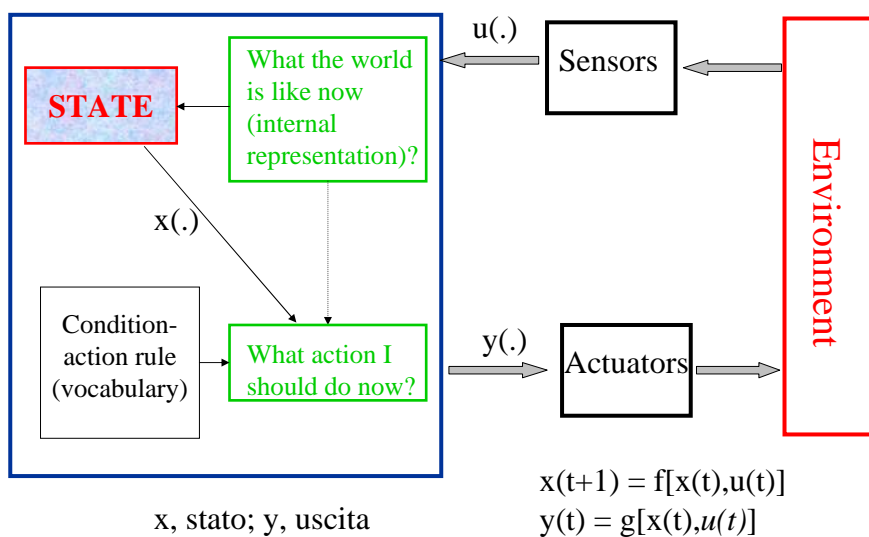 u(.)
What the world
is like now
(internal
representation)?
STATE
Sensors
Environment
x(.)
Condition-
action rule
(vocabulary)
What action I
should do now?
y(.)
Actuators
x(t+1) = f[x(t),u(t)]
y(t) = g[x(t),u(t)]
x, stato; y, uscita